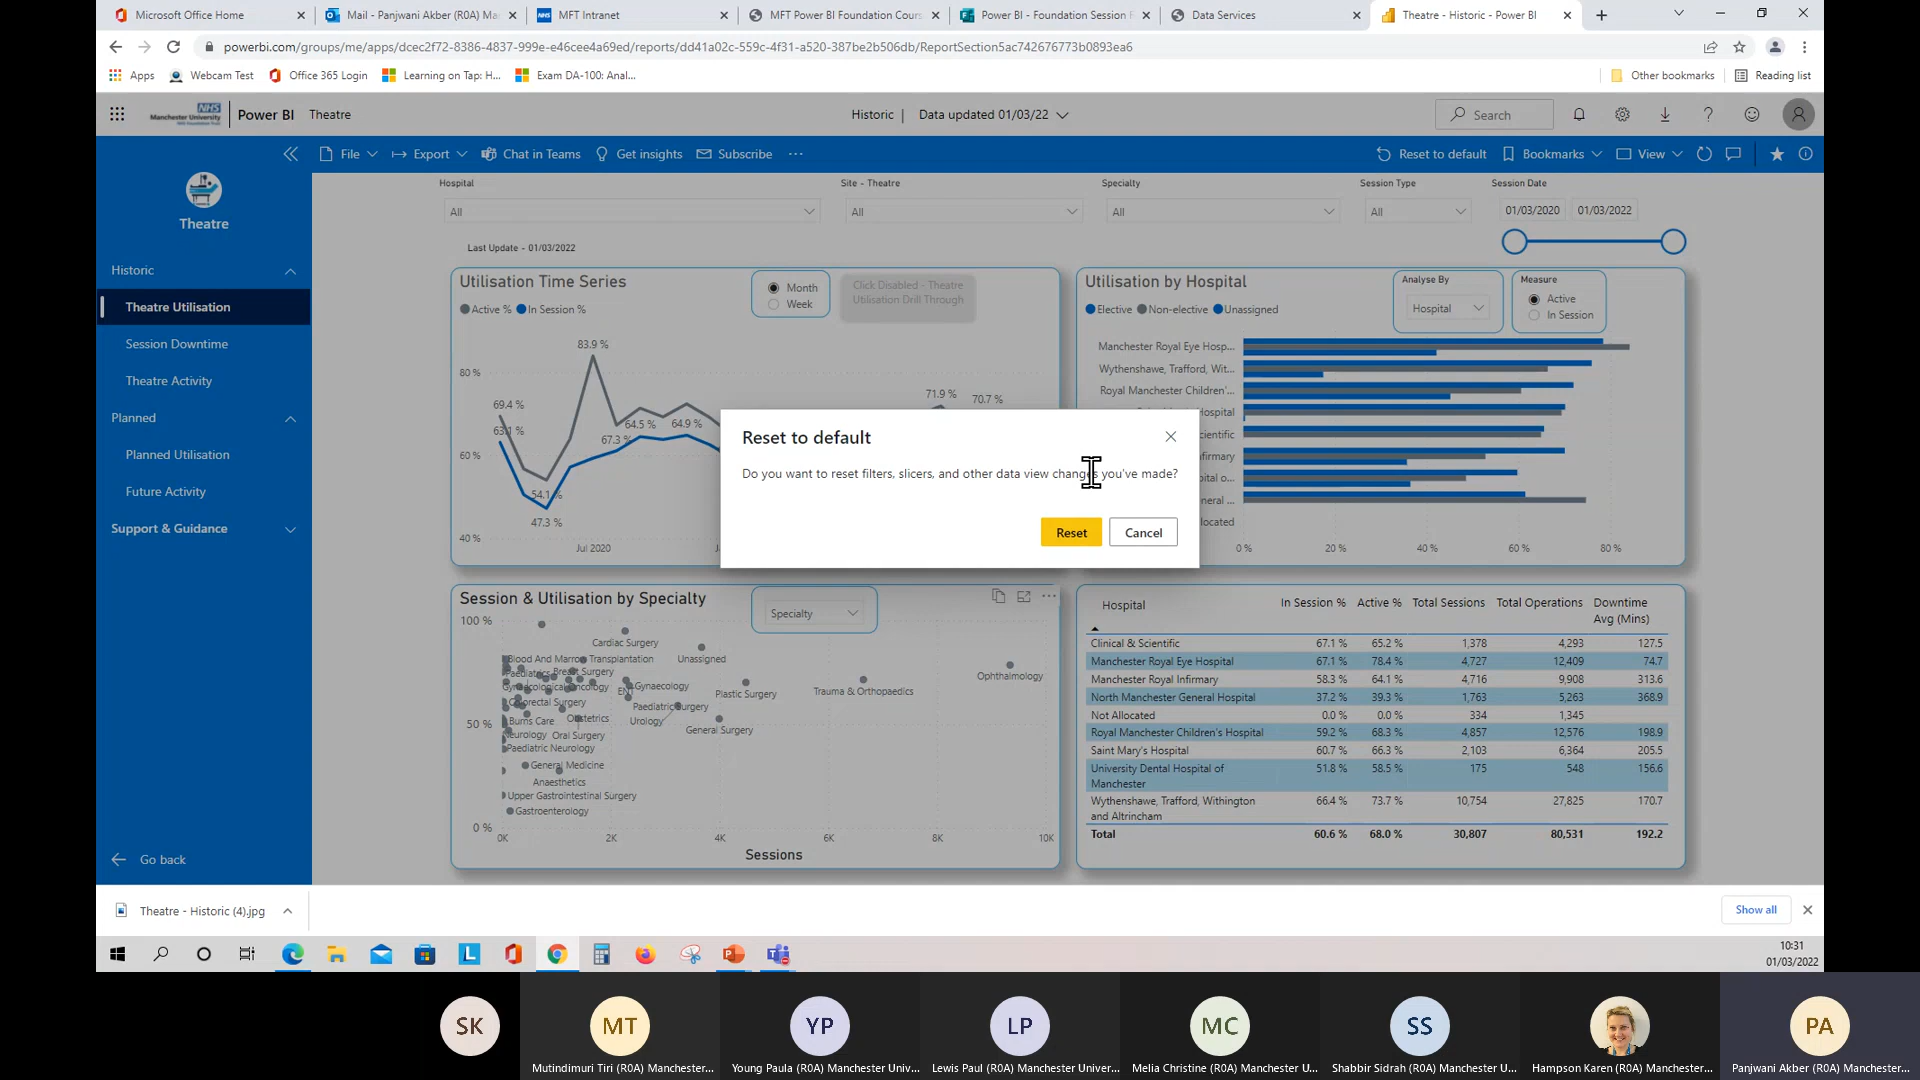 Microsoft Office Home
Mail - Panjwani Akber (R0A) Ma
MFT Intranet
MFT Power BI Foundation Cours
Power BI - Foundation Session F
Data Services
Theatre - Historic - Power BI
powerbi.com/groups/me/apps/dcec2f72-8386-4837-999e-e46cee4a69ed/reports/dd41a02c-559c-4f31-a520-387be2b506db/ReportSection5ac742676773b0893ea6
Apps
Webcam Test
Office 365 Login
Learning on Tap: H...
Exam DA-100: Anal...
Other bookmarks
Reading list
NHS
Manchester University
Power BI
Theatre
Historic | Data updated 01/03/22
Search
File
Export
Chat in Teams
Get insights
Subscribe
Reset to default
Bookmarks
View
Theatre
Historic
Theatre Utilisation
Session Downtime
Theatre Activity
Planned
Planned Utilisation
Future Activity
Support & Guidance
Go back
Hospital
All
Site - Theatre
All
Specialty
All
Session Type
All
Session Date
01/03/2020
01/03/2022
Last Update - 01/03/2022
Utilisation Time Series
Active % In Session %
Month
Week
Click Disabled - Theatre
Utilisation Drill Through
83.9 %
80 %
71.9 %
70.7 %
69.4 %
63.1 %
67.3 %
64.5 %
64.9 %
60 %
54.1 %
47.3 %
40 %
Jul 2020
Utilisation by Hospital
Elective Non-elective Unassigned
Analyse By
Hospital
Measure
Active
In Session
Manchester Royal Eye Hosp...
Wythenshawe, Trafford, Wit...
Royal Manchester Children'...
Hospital
cientific
firmary
ital o...
eneral ...
located
0 %
20 %
40 %
60 %
80 %
Reset to default
Do you want to reset filters, slicers, and other data view changes you've made?
Reset
Cancel
Session & Utilisation by Specialty
Specialty
100 %
Cardiac Surgery
Blood And Marrow Transplantation
Unassigned
Paediatrics
Breast Surgery
Ophthalmology
Gynaecological Oncology
ENT
Gynaecology
Plastic Surgery
Trauma & Orthopaedics
Colorectal Surgery
Paediatric Surgery
50 %
Burns Care
Obstetrics
Urology
General Surgery
Neurology
Oral Surgery
Paediatric Neurology
General Medicine
Anaesthetics
Upper Gastrointestinal Surgery
Gastroenterology
0 %
0K
2K
4K
6K
8K
10K
Sessions
Hospital In Session % Active % Total Sessions Total Operations Downtime Avg (Mins)
Clinical & Scientific 67.1 % 65.2 % 1,378 4,293 127.5
Manchester Royal Eye Hospital 67.1 % 78.4 % 4,727 12,409 74.7
Manchester Royal Infirmary 58.3 % 64.1 % 4,716 9,908 313.6
North Manchester General Hospital 37.2 % 39.3 % 1,763 5,263 368.9
Not Allocated 0.0 % 0.0 % 334 1,345
Royal Manchester Children's Hospital 59.2 % 68.3 % 4,857 12,576 198.9
Saint Mary's Hospital 60.7 % 66.3 % 2,103 6,364 205.5
University Dental Hospital of Manchester 51.8 % 58.5 % 175 548 156.6
Wythenshawe, Trafford, Withington and Altrincham 66.4 % 73.7 % 10,754 27,825 170.7
Total 60.6 % 68.0 % 30,807 80,531 192.2
Theatre - Historic (4).jpg
Show all
10:31
01/03/2022
SK
MT
YP
LP
MC
SS
PA
Mutindimuri Tiri (R0A) Manchester...
Young Paula (R0A) Manchester Univ...
Lewis Paul (R0A) Manchester Univer...
Melia Christine (R0A) Manchester U...
Shabbir Sidrah (R0A) Manchester U...
Hampson Karen (R0A) Manchester...
Panjwani Akber (R0A) Manchester...